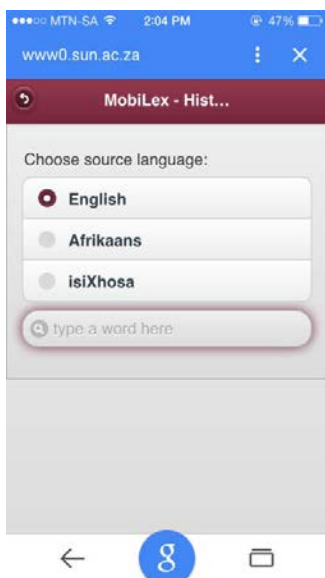 MTN-SA 2:04 PM 47%
www0.sun.ac.za
MobiLex - Hist...
Choose source language:
English
Afrikaans
isiXhosa
type a word here
g